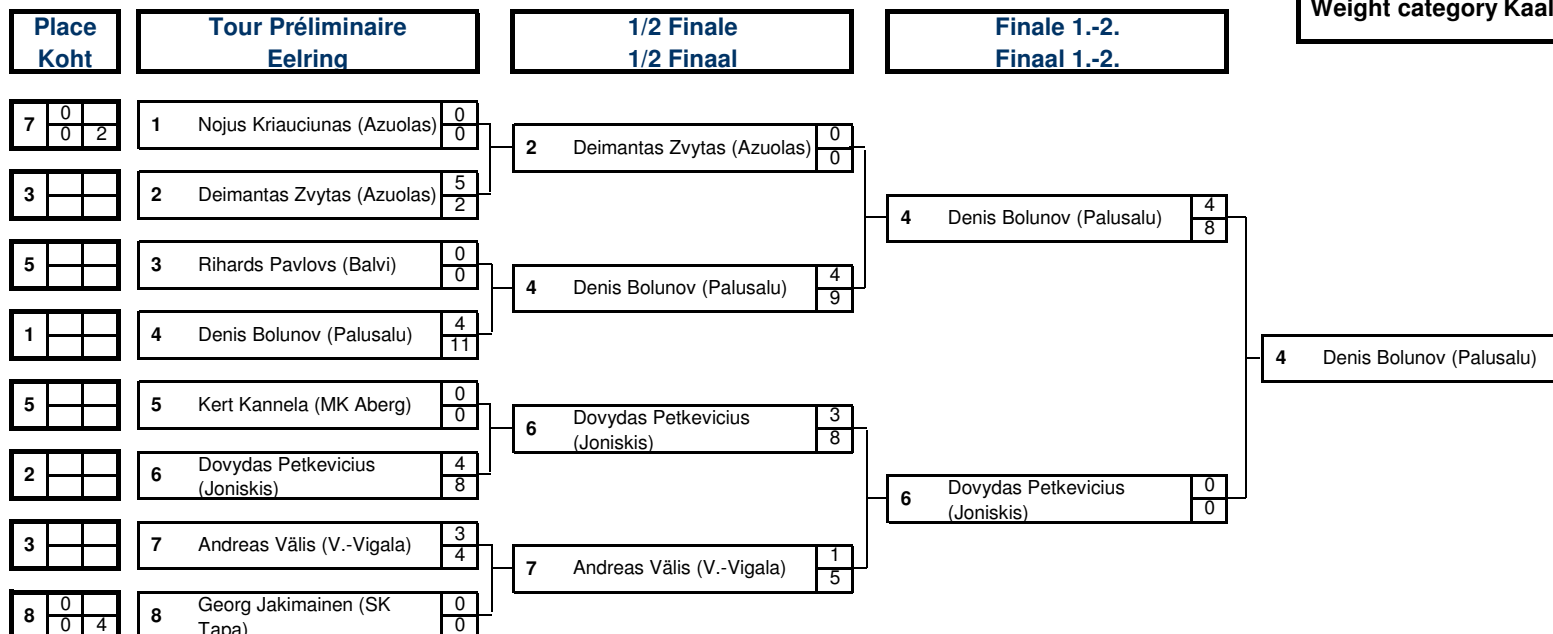 Weight category Kaal
Place Tour Préliminaire 1/2 Finale Finale 1.-2.
Koht Eelring 1/2 Finaal Finaal 1.-2.
7 0
0 2
1 Nojus Kriauciunas (Azuolas) 0
0
2 Deimantas Zvytas (Azuolas) 0
0
3
2 Deimantas Zvytas (Azuolas) 5
2
4 Denis Bolunov (Palusalu) 4
8
5
3 Rihards Pavlovs (Balvi) 0
0
4 Denis Bolunov (Palusalu) 4
9
1
4 Denis Bolunov (Palusalu) 4
11
4 Denis Bolunov (Palusalu)
5
5 Kert Kannela (MK Aberg) 0
0
6 Dovydas Petkevicius 3
(Joniskis) 8
2
6 Dovydas Petkevicius 4
(Joniskis) 8
6 Dovydas Petkevicius 0
(Joniskis) 0
3
7 Andreas Välis (V.-Vigala) 3
4
7 Andreas Välis (V.-Vigala) 1
5
8 0
0 4
8 Georg Jakimainen (SK 0
Tapa) 0